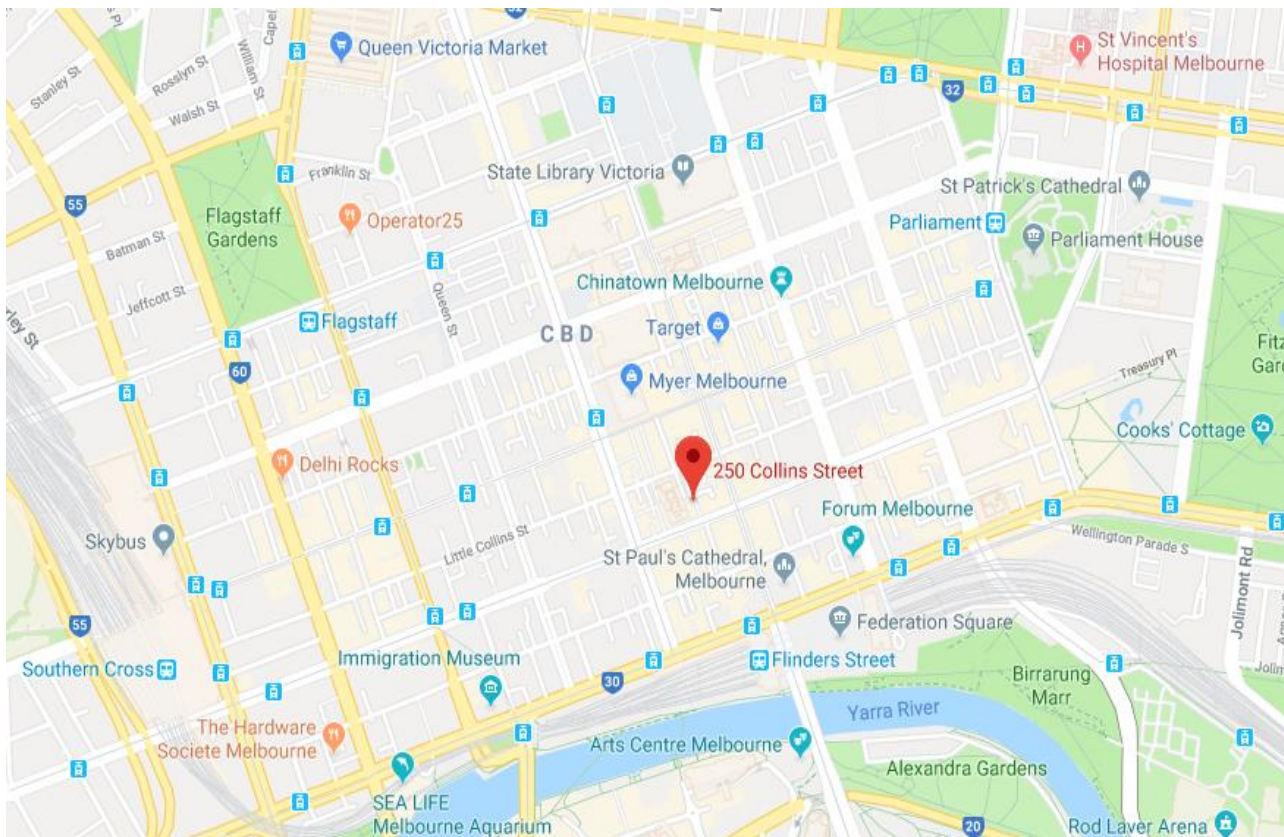 32
Queen Victoria Market
St Vincent's
Hospital Melbourne
Rosslyn St
William St
Stanley St
Walsh St
32
Franklin St
State Library Victoria
St Patrick's Cathedral
55
Flagstaff
Gardens
Operator25
Parliament
Parliament House
Batman St
Jeffcott St
Queen St
Chinatown Melbourne
Flagstaff
CBD
Target
60
Myer Melbourne
Treasury Pl
Cooks' Cottage
Delhi Rocks
250 Collins Street
Forum Melbourne
Skybus
Little Collins St
St Paul's Cathedral,
Melbourne
Wellington Parade S
Jolimont Rd
55
Federation Square
Southern Cross
Immigration Museum
30
Flinders Street
Birrarung
Marr
Yarra River
The Hardware
Societe Melbourne
Arts Centre Melbourne
Alexandra Gardens
SEA LIFE
Melbourne Aquarium
20
Rod Laver Arena